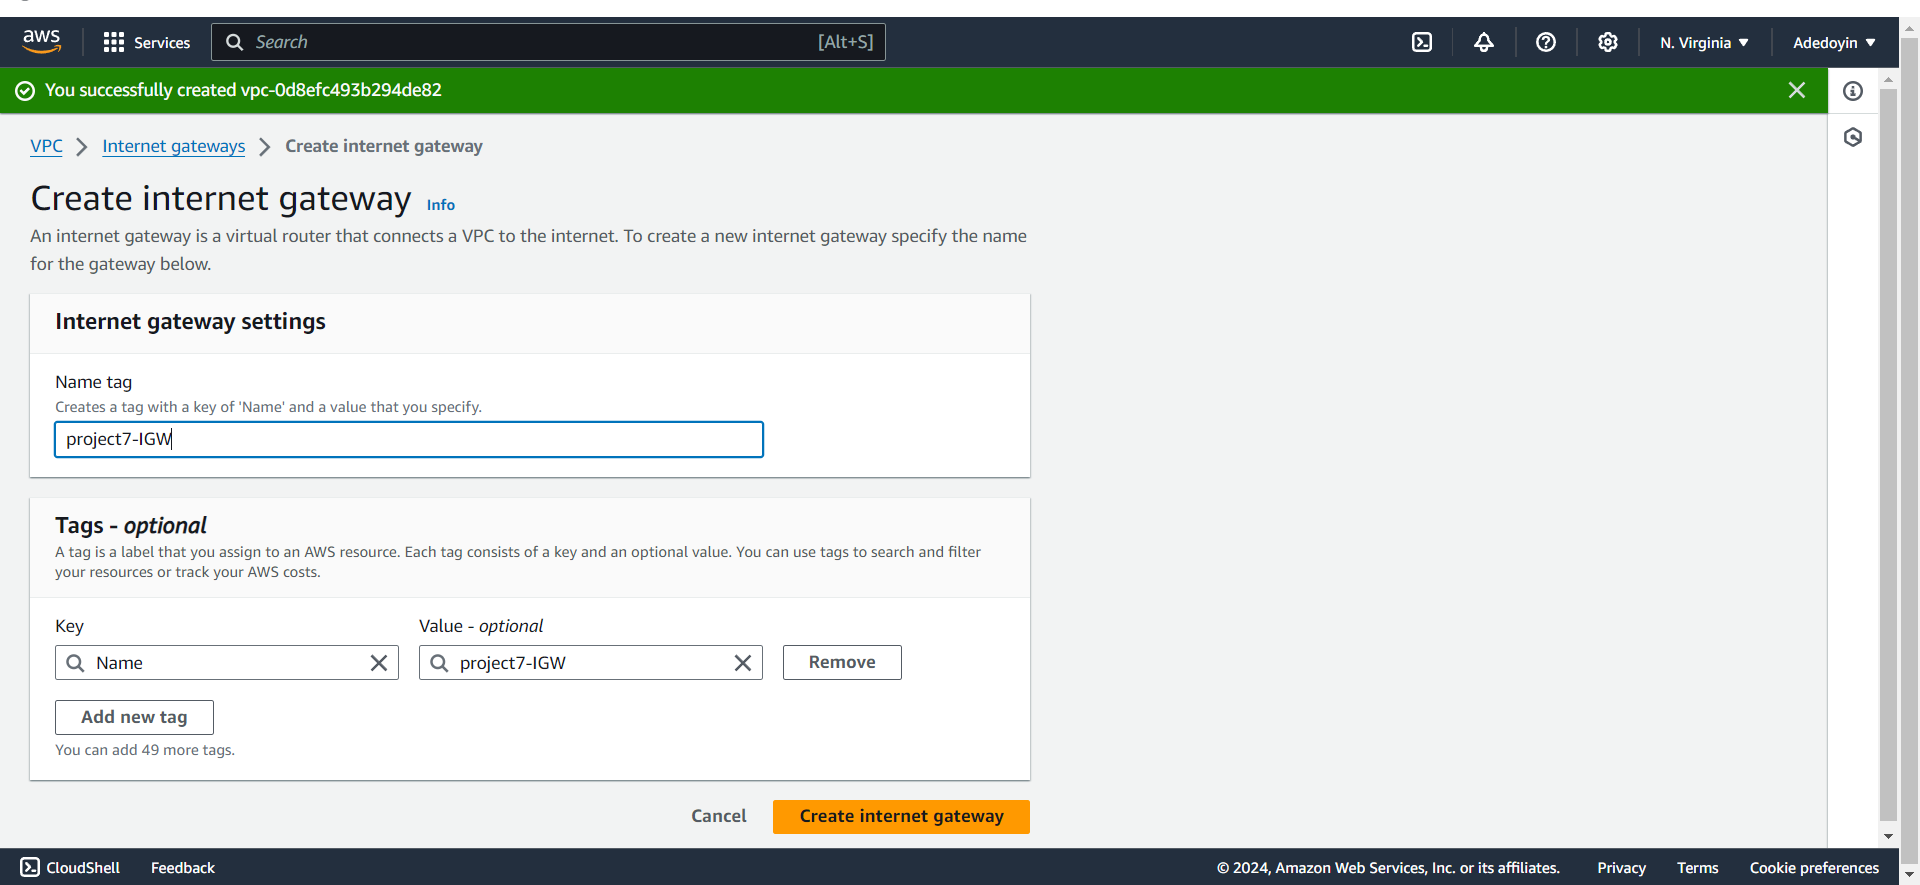 aws
Services
Search
[Alt+S]
N. Virginia
Adedoyin
You successfully created vpc-0d8efc493b294de82
VPC
Internet gateways
Create internet gateway
Create internet gateway
Info
An internet gateway is a virtual router that connects a VPC to the internet. To create a new internet gateway specify the name
for the gateway below.
Internet gateway settings
Name tag
Creates a tag with a key of 'Name' and a value that you specify.
project7-IGW
Tags - optional
A tag is a label that you assign to an AWS resource. Each tag consists of a key and an optional value. You can use tags to search and filter
your resources or track your AWS costs.
Key
Value - optional
Name
project7-IGW
Remove
Add new tag
You can add 49 more tags.
Cancel
Create internet gateway
CloudShell
Feedback
© 2024, Amazon Web Services, Inc. or its affiliates.
Privacy
Terms
Cookie preferences